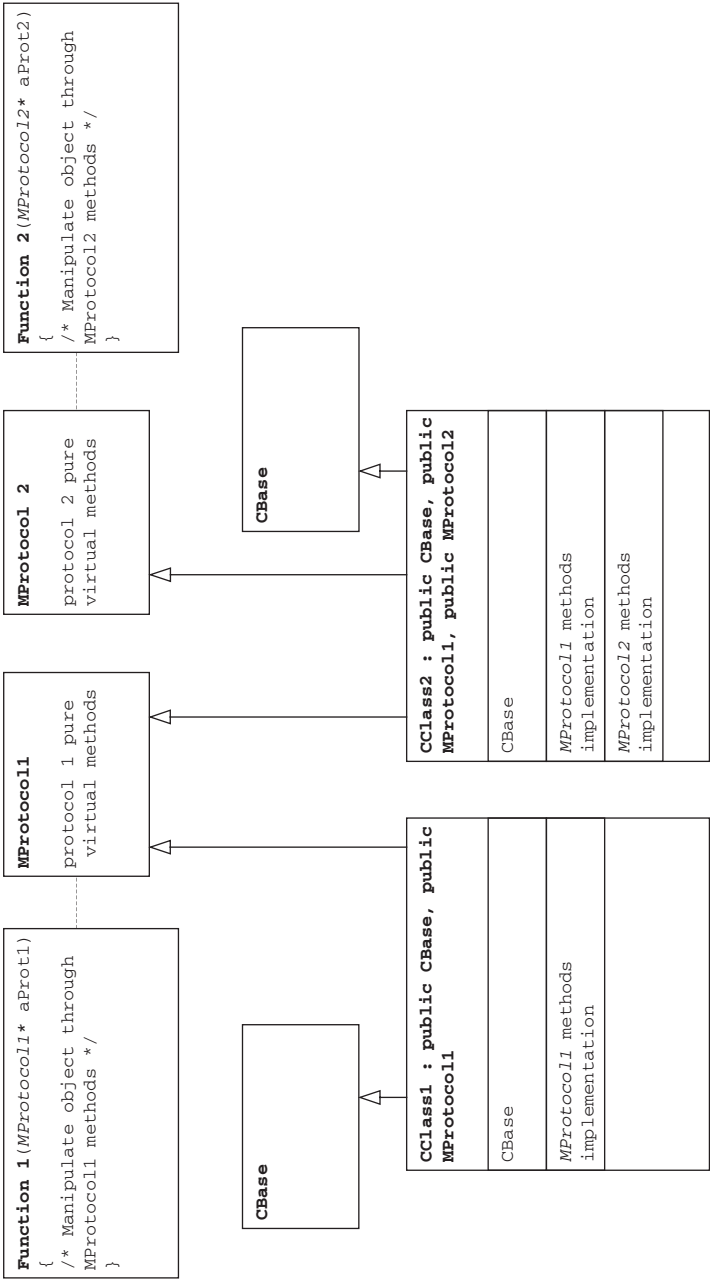 Function 1(MProtocol1* aProt1)
{
/* Manipulate object through
MProtocol1 methods */
}
MProtocol1
protocol 1 pure
virtual methods
MProtocol 2
protocol 2 pure
virtual methods
Function 2(MProtocol2* aProt2)
{
/* Manipulate object through
MProtocol2 methods */
}
CBase
CBase
CClass1 : public CBase, public
MProtocol1
CBase
MProtocol1 methods
implementation
CClass2 : public CBase, public
MProtocol1, public MProtocol2
CBase
MProtocol1 methods
implementation
MProtocol2 methods
implementation